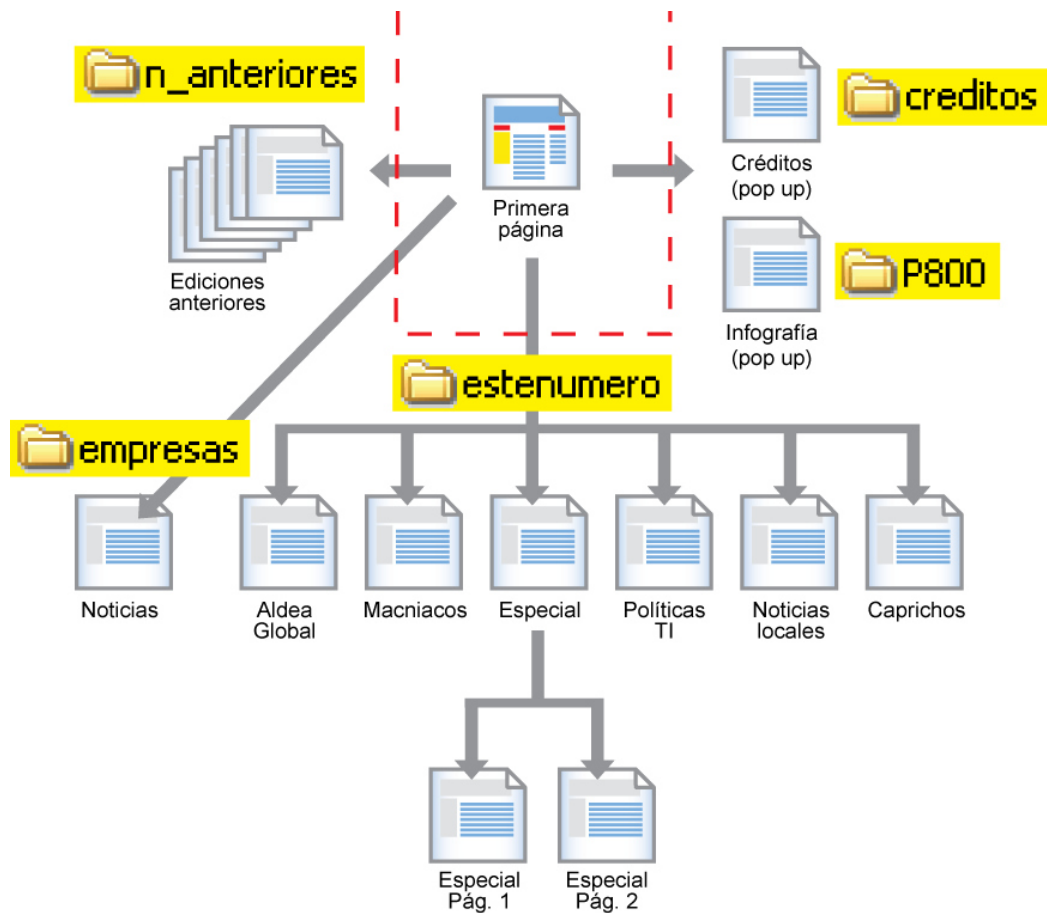 n_anteriores
creditos
Créditos
(pop up)
Primera
página
Ediciones
anteriores
P800
Infografía
(pop up)
estenumero
empresas
Noticias
Aldea
Global
Macniacos
Especial
Políticas
TI
Noticias
locales
Caprichos
Especial
Pág. 1
Especial
Pág. 2